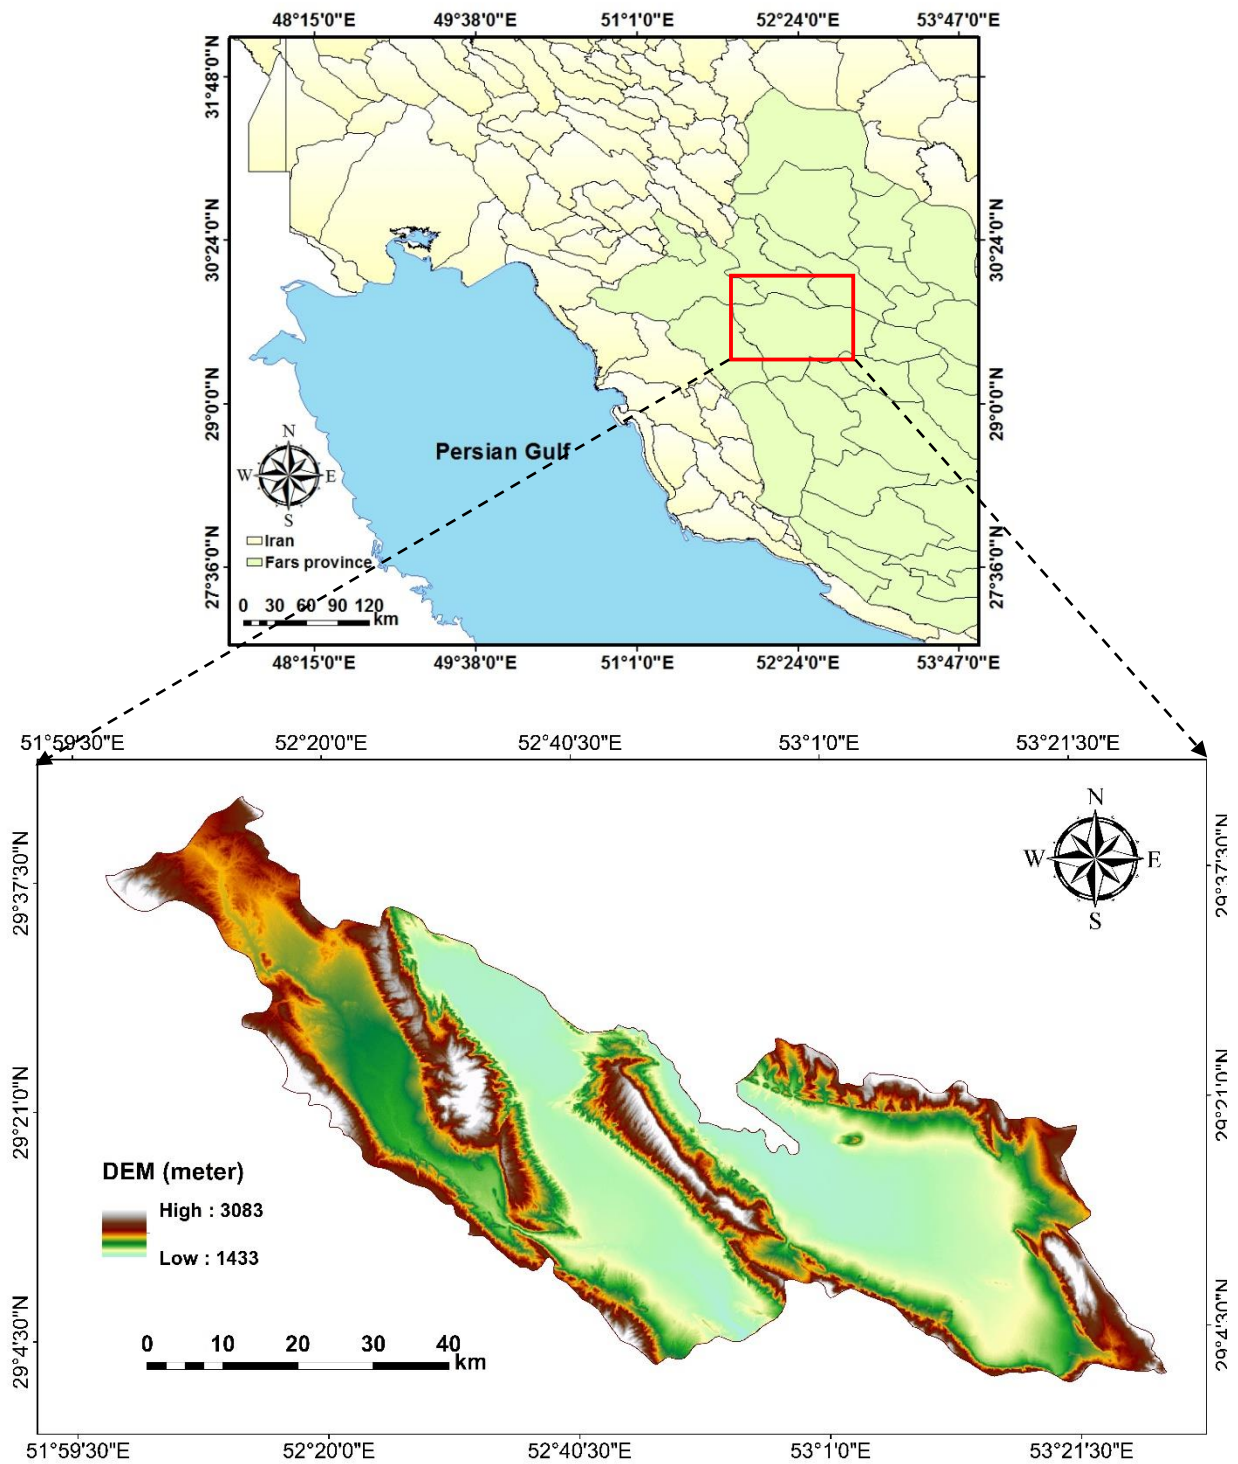 48°15'0"E 49°38'0"E 51°1'0"E 52°24'0"E 53°47'0"E
31°48'0"N 31°48'0"N
30°24'0"N 30°24'0"N
29°0'0"N 29°0'0"N
Persian Gulf
N
W E
S
Iran
Fars province
27°36'0"N 27°36'0"N
0 30 60 90 120
km
48°15'0"E 49°38'0"E 51°1'0"E 52°24'0"E 53°47'0"E
51°59'30"E 52°20'0"E 52°40'30"E 53°1'0"E 53°21'30"E
N
W E
S
29°37'30"N 29°37'30"N
29°21'0"N 29°21'0"N
DEM (meter)
High : 3083
Low : 1433
29°4'30"N 29°4'30"N
0 10 20 30 40
km
51°59'30"E 52°20'0"E 52°40'30"E 53°1'0"E 53°21'30"E